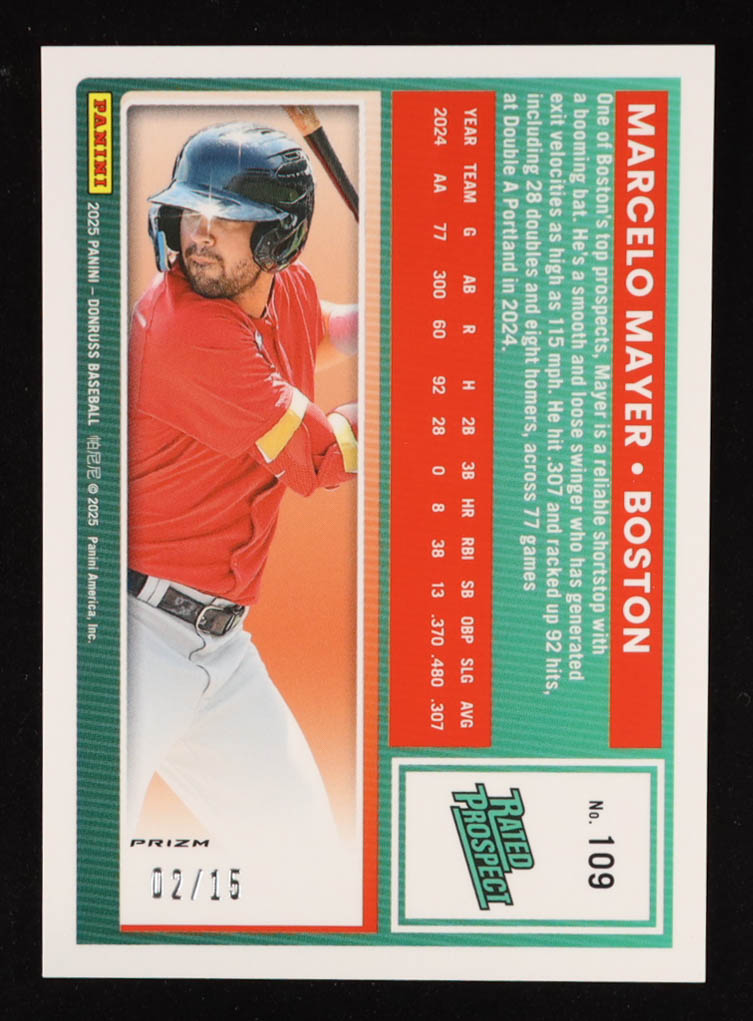 MARCELO MAYER • BOSTON
One of Boston's top prospects, Mayer is a reliable shortstop with
a booming bat. He's a smooth and loose swinger who has generated
exit velocities as high as 115 mph. He hit .307 and racked up 92 hits,
including 28 doubles and eight homers, across 77 games
at Double A Portland in 2024.
YEAR TEAM G AB R H 2B 3B HR RBI SB OBP SLG AVG
2024 AA 77 300 60 92 28 0 8 38 13 .370 .480 .307
No. 109
RATED
PROSPECT
PRIZM
02/15
PANINI
2025 PANINI – DONRUSS BASEBALL 帕尼尼 © 2025 Panini America, Inc.